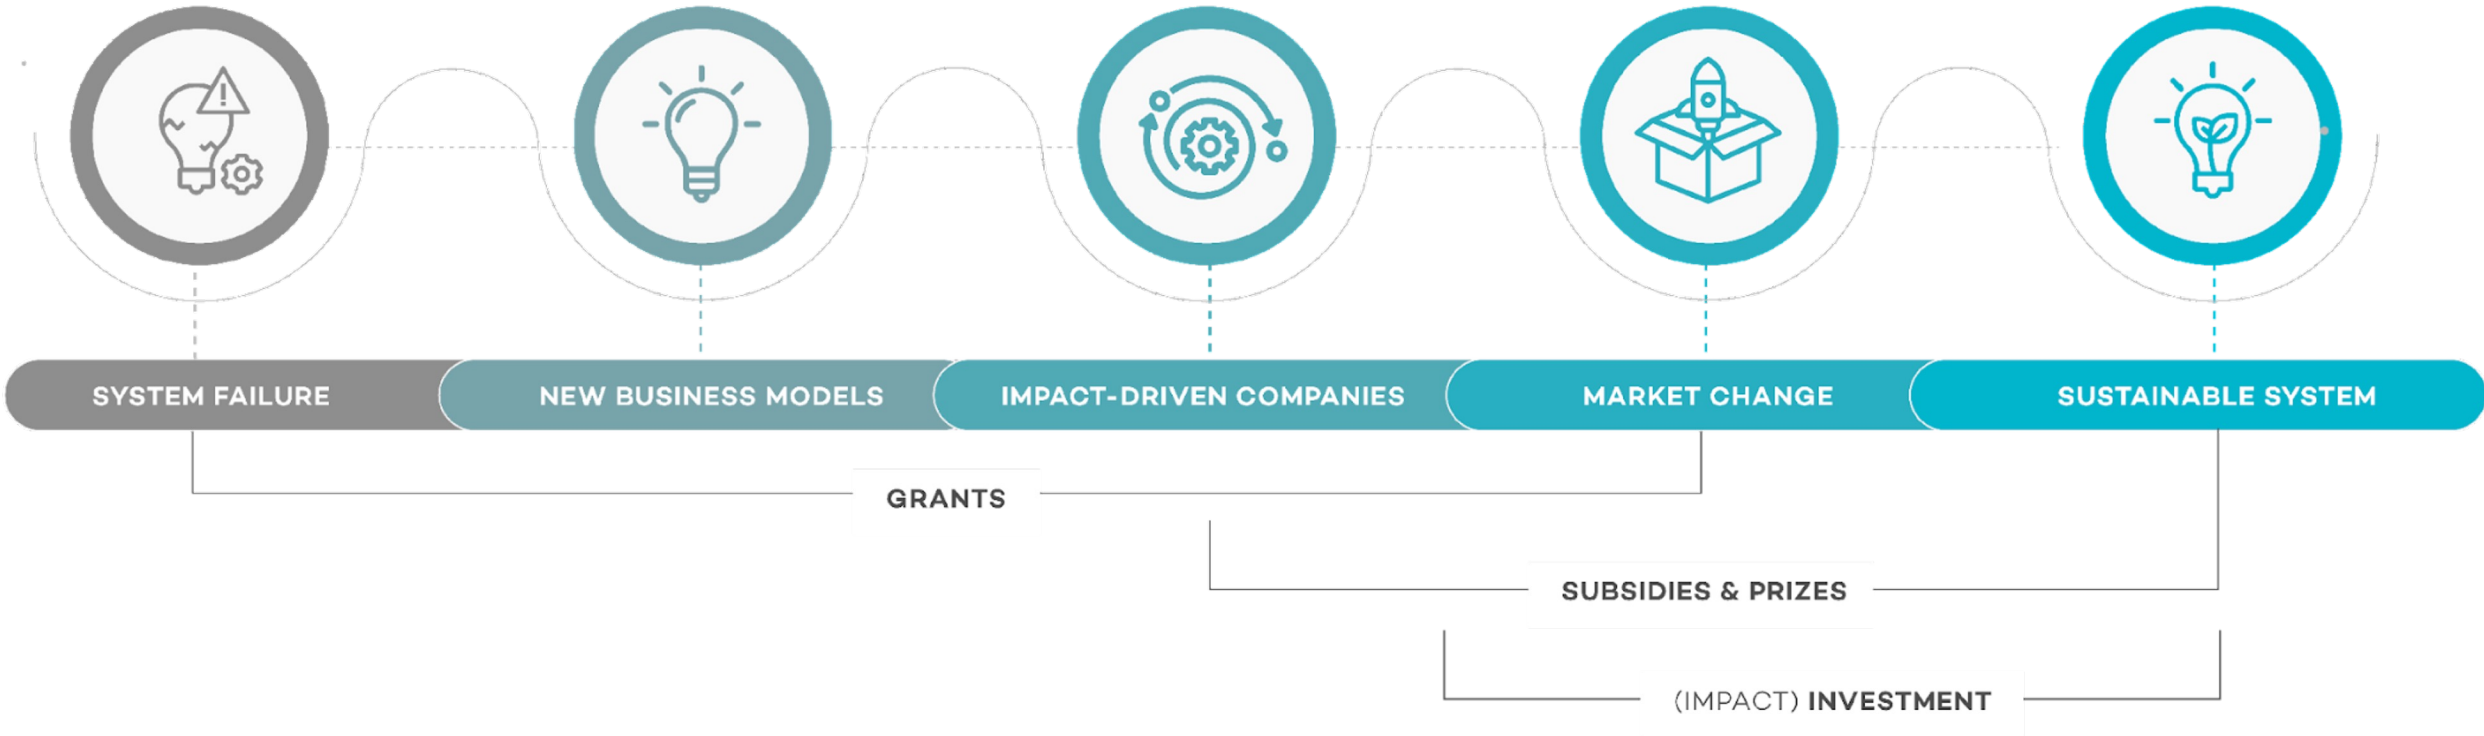 SYSTEM FAILURE
NEW BUSINESS MODELS
IMPACT-DRIVEN COMPANIES
MARKET CHANGE
SUSTAINABLE SYSTEM
GRANTS
SUBSIDIES & PRIZES
(IMPACT) INVESTMENT